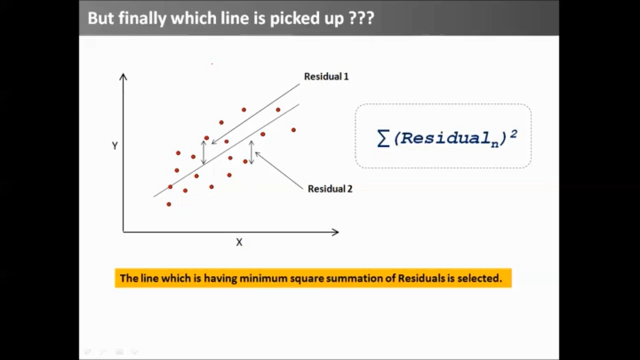 But finally which line is picked up ???
Residual 1
Y
∑(Residualₙ)²
Residual 2
X
The line which is having minimum square summation of Residuals is selected.